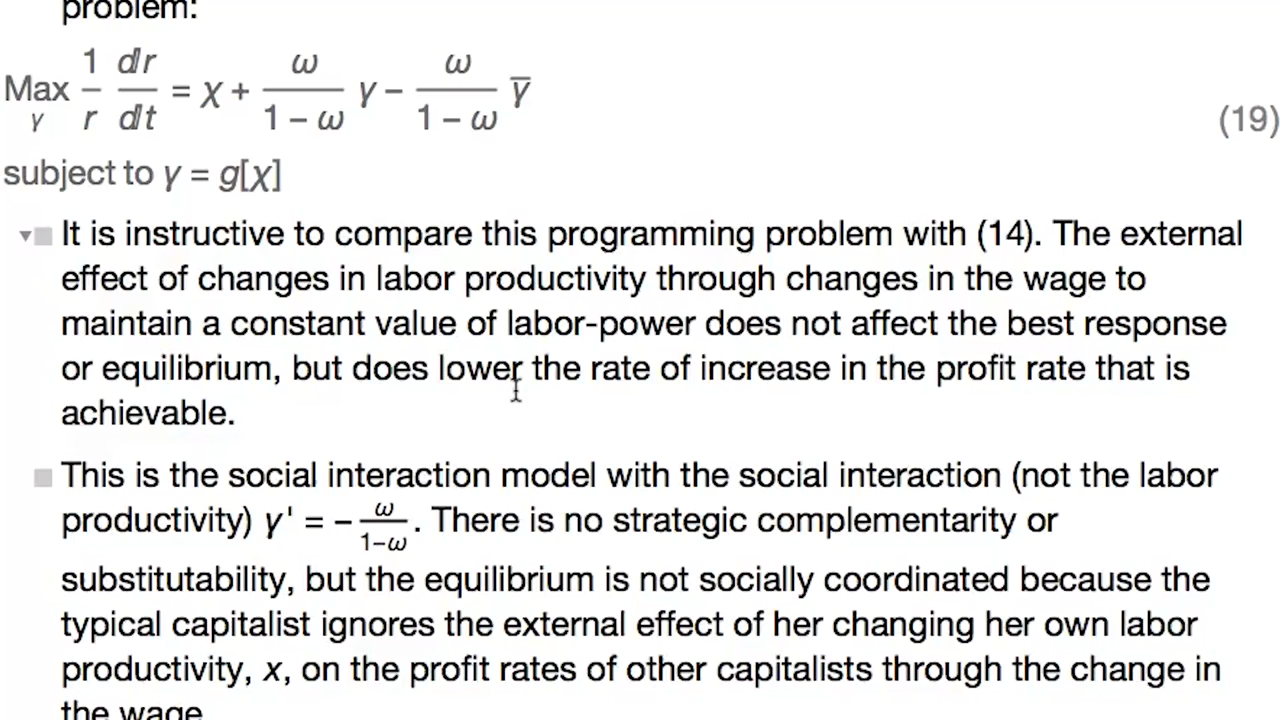 problem:
Max γ 1/r dr/dt = χ + ω/(1 − ω) γ − ω/(1 − ω) γ̅
(19)
subject to γ = g[χ]
It is instructive to compare this programming problem with (14). The external
effect of changes in labor productivity through changes in the wage to
maintain a constant value of labor-power does not affect the best response
or equilibrium, but does lower the rate of increase in the profit rate that is
achievable.
This is the social interaction model with the social interaction (not the labor
productivity) γ' = − ω/(1−ω). There is no strategic complementarity or
substitutability, but the equilibrium is not socially coordinated because the
typical capitalist ignores the external effect of her changing her own labor
productivity, x, on the profit rates of other capitalists through the change in
the wage